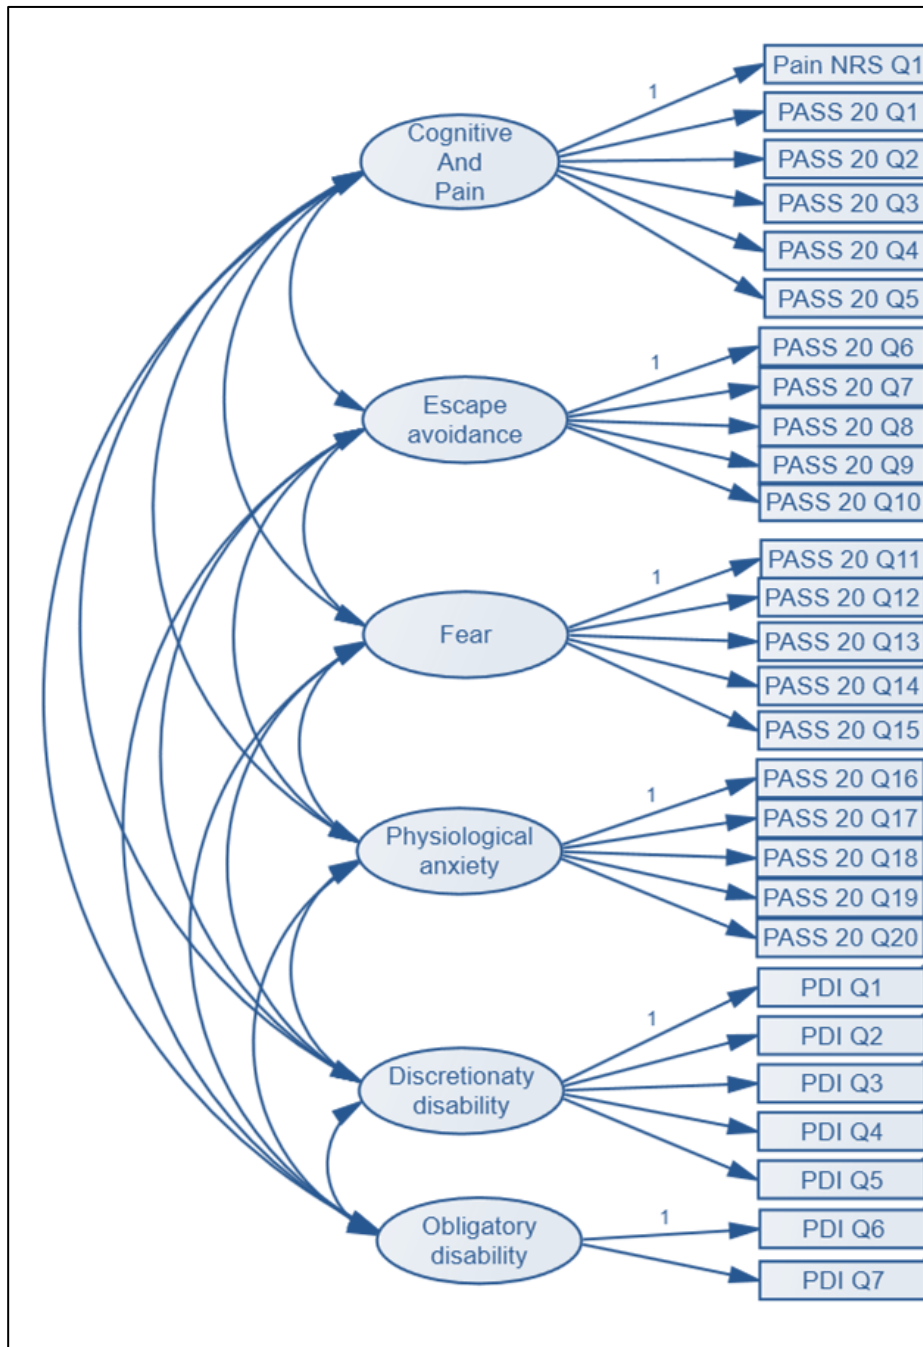 Cognitive
And
Pain
1
Pain NRS Q1
PASS 20 Q1
PASS 20 Q2
PASS 20 Q3
PASS 20 Q4
PASS 20 Q5
Escape
avoidance
1
PASS 20 Q6
PASS 20 Q7
PASS 20 Q8
PASS 20 Q9
PASS 20 Q10
Fear
1
PASS 20 Q11
PASS 20 Q12
PASS 20 Q13
PASS 20 Q14
PASS 20 Q15
Physiological
anxiety
1
PASS 20 Q16
PASS 20 Q17
PASS 20 Q18
PASS 20 Q19
PASS 20 Q20
Discretionaty
disability
1
PDI Q1
PDI Q2
PDI Q3
PDI Q4
PDI Q5
Obligatory
disability
1
PDI Q6
PDI Q7